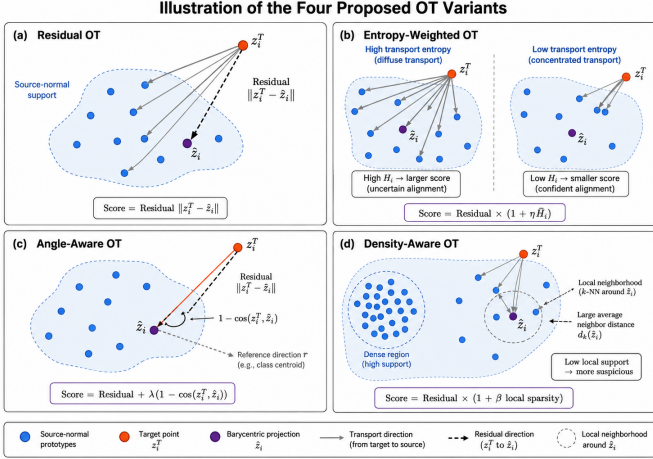 Illustration of the Four Proposed OT Variants
(a) Residual OT
z_i^T
Source-normal
support
Residual
‖z_i^T − ẑ_i‖
ẑ_i
Score = Residual ‖z_i^T − ẑ_i‖
(b) Entropy-Weighted OT
High transport entropy
(diffuse transport)
z_i^T
ẑ_i
High H_i → larger score
(uncertain alignment)
Low transport entropy
(concentrated transport)
z_i^T
ẑ_i
Low H_i → smaller score
(confident alignment)
Score = Residual × (1 + ηH̄_i)
(c) Angle-Aware OT
z_i^T
Residual
‖z_i^T − ẑ_i‖
1 − cos(z_i^T, ẑ_i)
ẑ_i
Reference direction r
(e.g., class centroid)
Score = Residual + λ(1 − cos(z_i^T, ẑ_i))
(d) Density-Aware OT
z_i^T
Local neighborhood
(k-NN around ẑ_i)
ẑ_i
Large average
neighbor distance
d_k(ẑ_i)
Dense region
(high support)
Low local support
→ more suspicious
Score = Residual × (1 + β local sparsity)
Source-normal
prototypes
Target point
z_i^T
Barycentric projection
ẑ_i
Transport direction
(from target to source)
Residual direction
(z_i^T to ẑ_i)
Local neighborhood
around ẑ_i